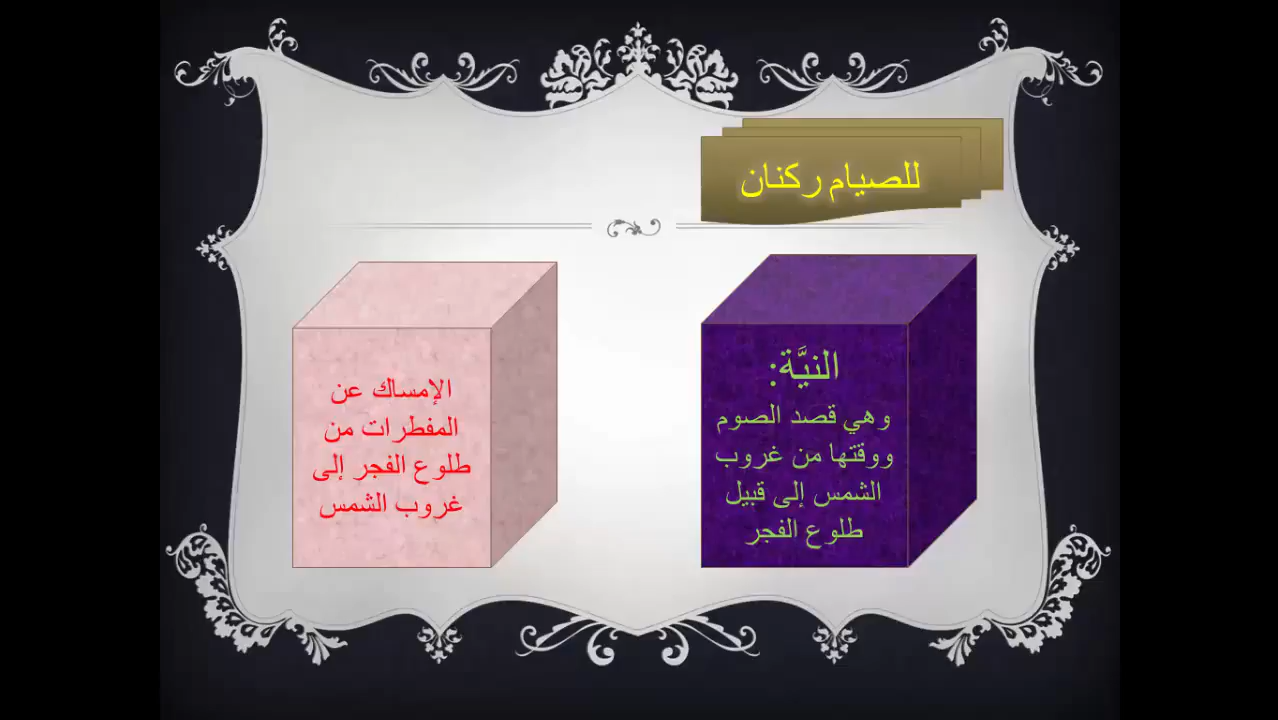 للصيام ركنان
النيَّة:
وهي قصد الصوم
ووقتها من غروب
الشمس إلى قبيل
طلوع الفجر
الإمساك عن
المفطرات من
طلوع الفجر إلى
غروب الشمس